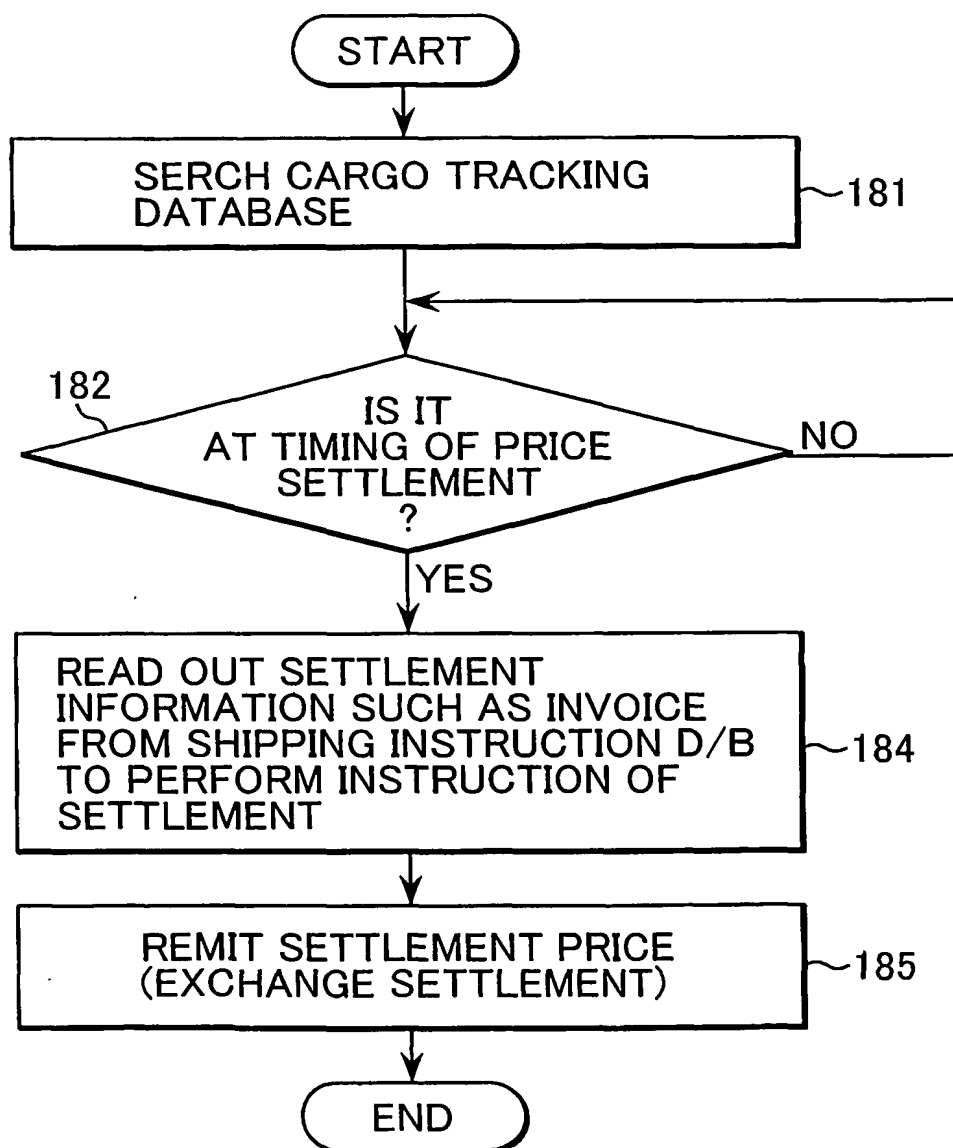 START
SERCH CARGO TRACKING
DATABASE
181
182
IS IT
AT TIMING OF PRICE
SETTLEMENT
?
NO
YES
READ OUT SETTLEMENT
INFORMATION SUCH AS INVOICE
FROM SHIPPING INSTRUCTION D/B
TO PERFORM INSTRUCTION OF
SETTLEMENT
184
REMIT SETTLEMENT PRICE
(EXCHANGE SETTLEMENT)
185
END